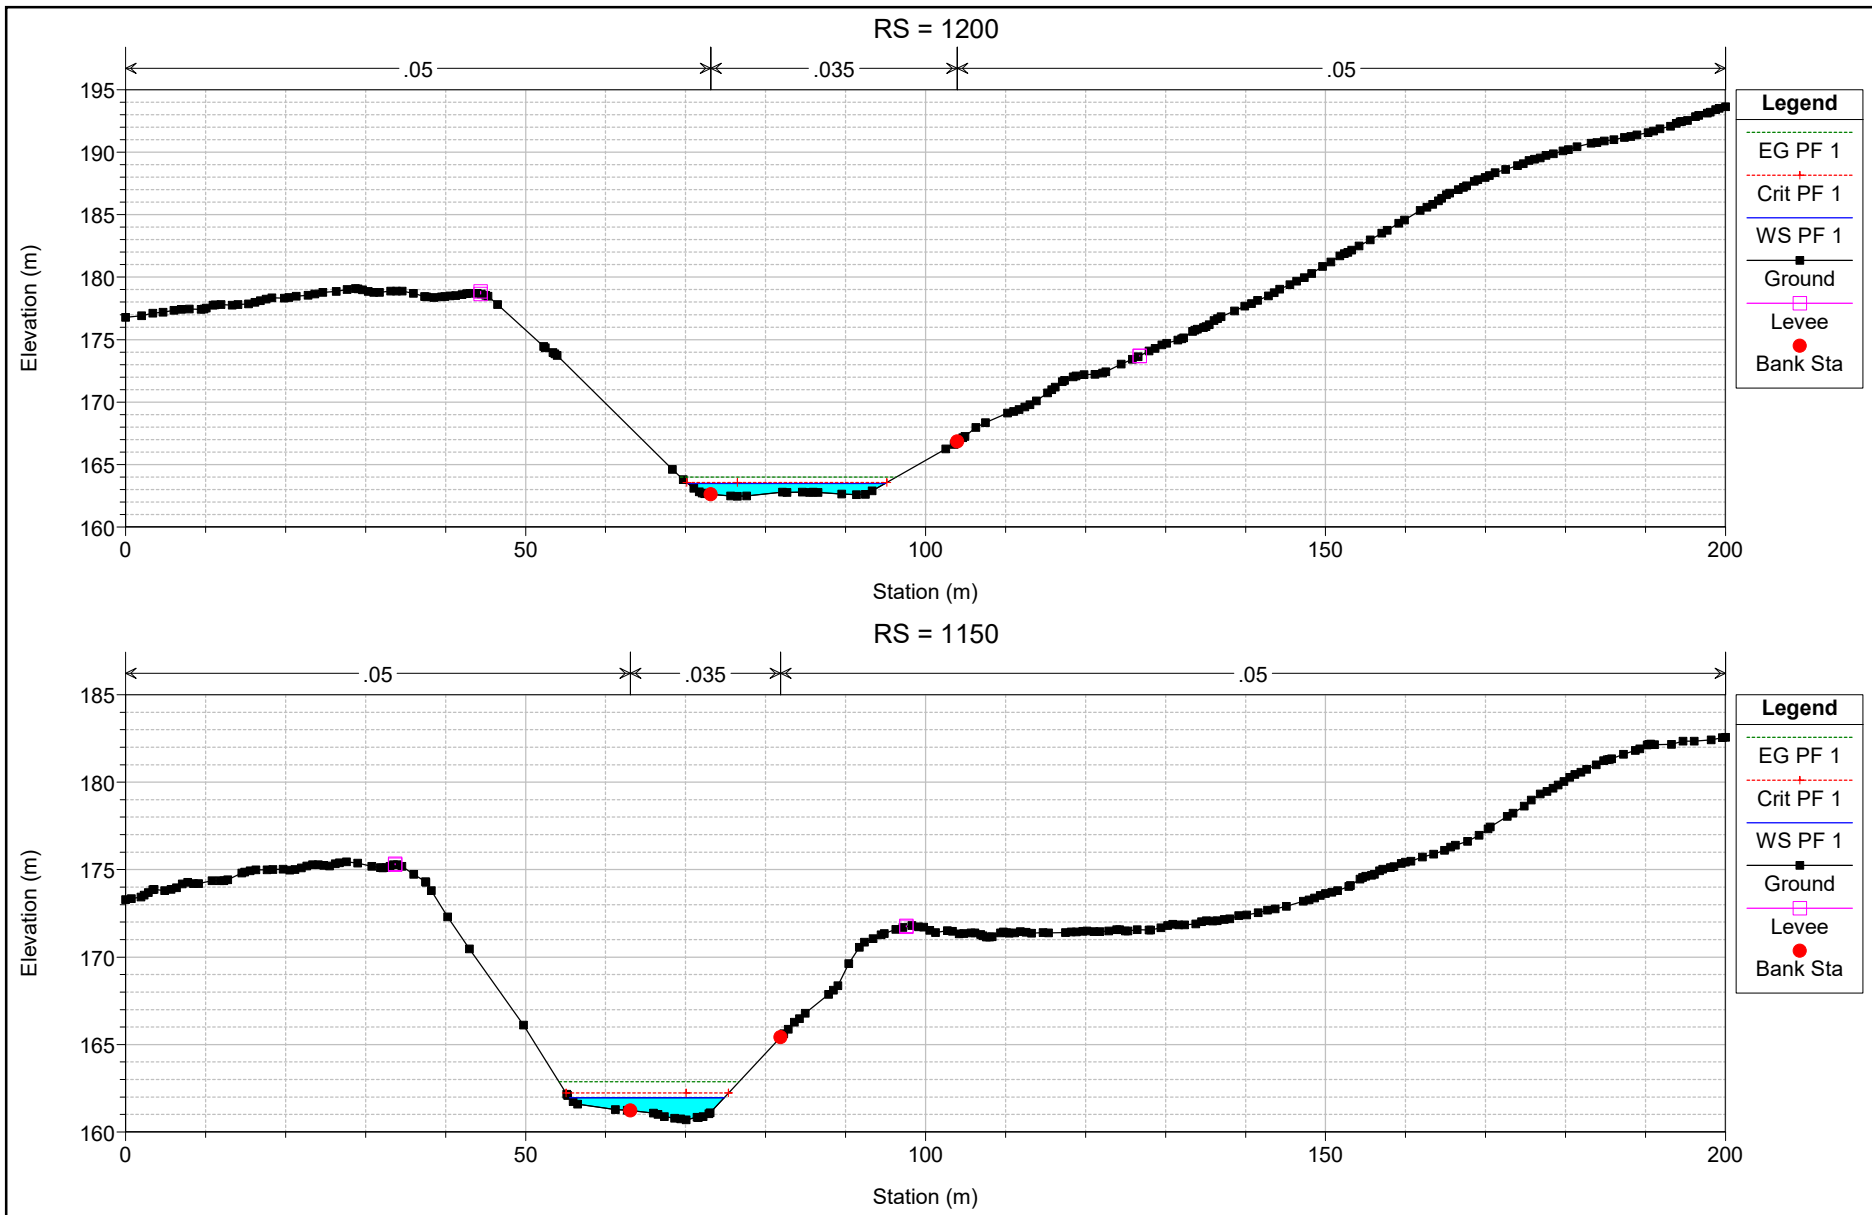 RS = 1200
.05 .035 .05
195
190
185
180
175
170
165
160
Elevation (m)
0 50 100 150 200
Station (m)
Legend
EG PF 1
Crit PF 1
WS PF 1
Ground
Levee
Bank Sta
RS = 1150
.05 .035 .05
185
180
175
170
165
160
Elevation (m)
0 50 100 150 200
Station (m)
Legend
EG PF 1
Crit PF 1
WS PF 1
Ground
Levee
Bank Sta